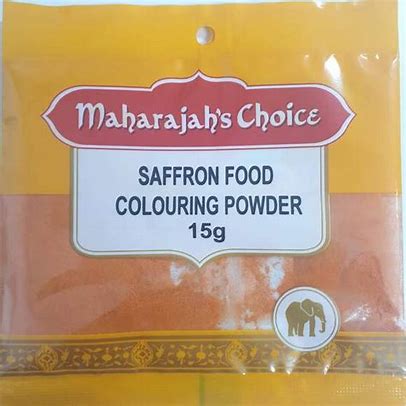 Maharajah's Choice
SAFFRON FOOD
COLOURING POWDER
15g